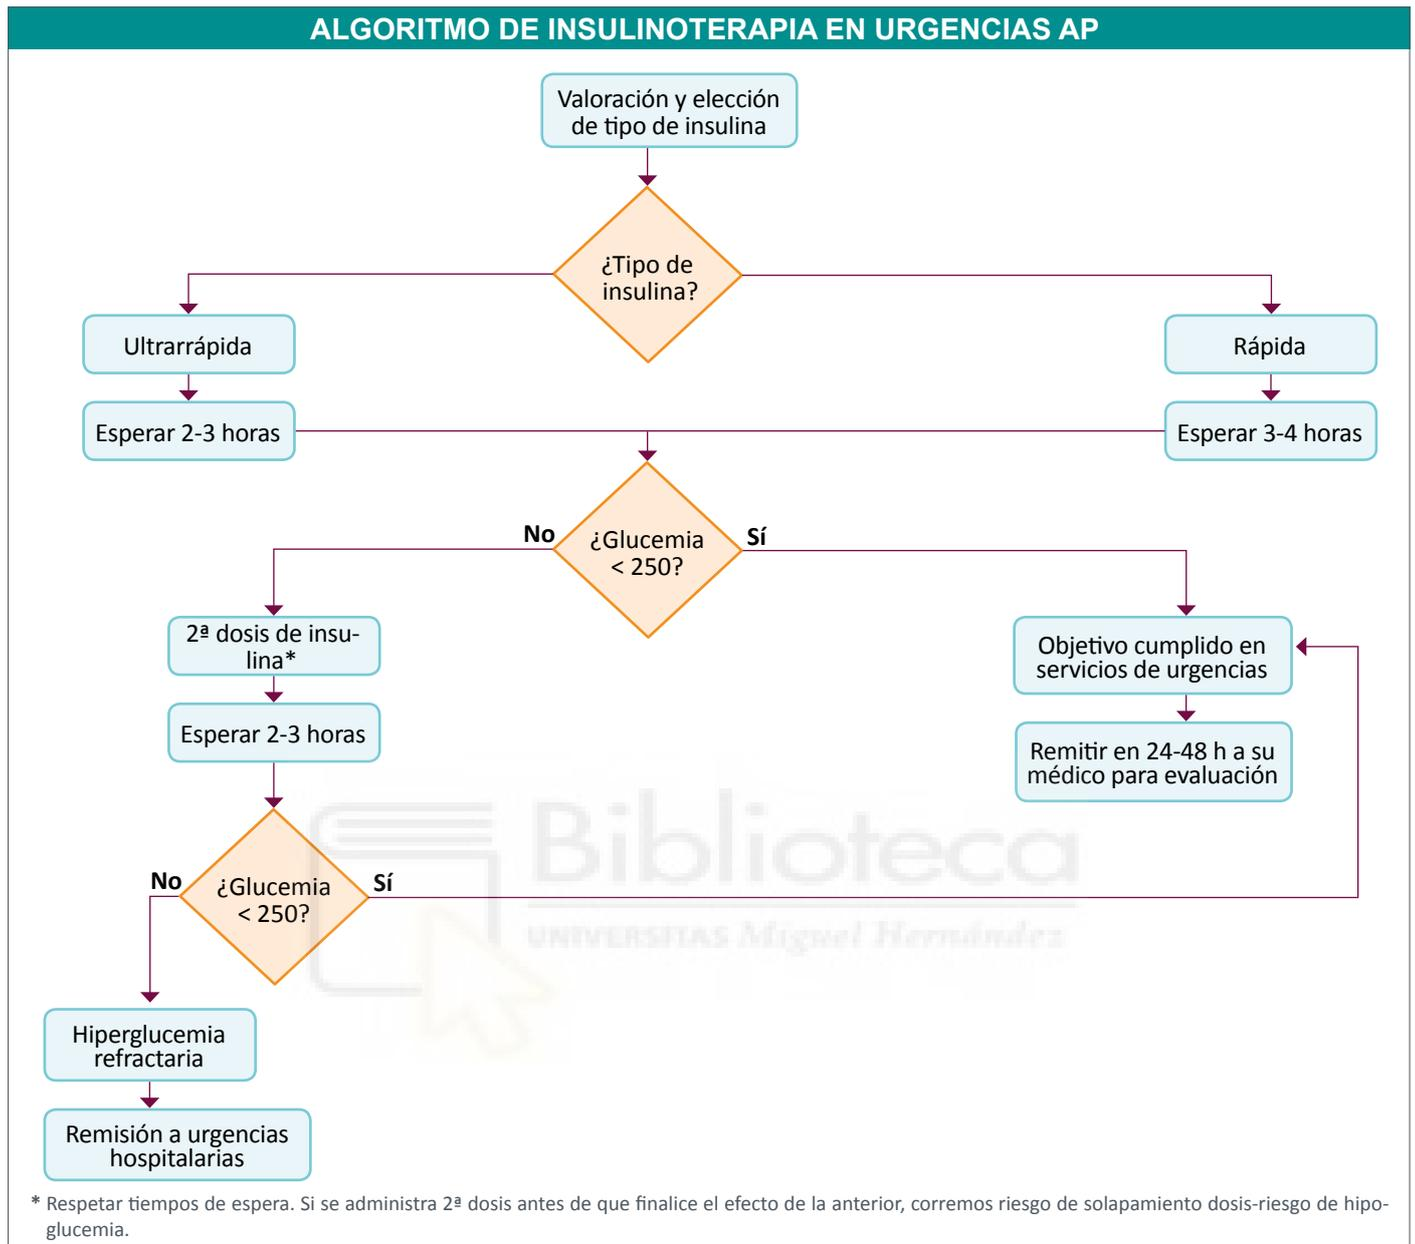 ALGORITMO DE INSULINOTERAPIA EN URGENCIAS AP
Valoración y elección
de tipo de insulina
¿Tipo de
insulina?
Ultrarrápida
Rápida
Esperar 2-3 horas
Esperar 3-4 horas
No
¿Glucemia
< 250?
Sí
2ª dosis de insu-
lina*
Objetivo cumplido en
servicios de urgencias
Esperar 2-3 horas
Remitir en 24-48 h a su
médico para evaluación
Biblioteca
UNIVERSITAS Miguel Hernández
No
¿Glucemia
< 250?
Sí
Hiperglucemia
refractaria
Remisión a urgencias
hospitalarias
* Respetar tiempos de espera. Si se administra 2ª dosis antes de que finalice el efecto de la anterior, corremos riesgo de solapamiento dosis-riesgo de hipo-
glucemia.